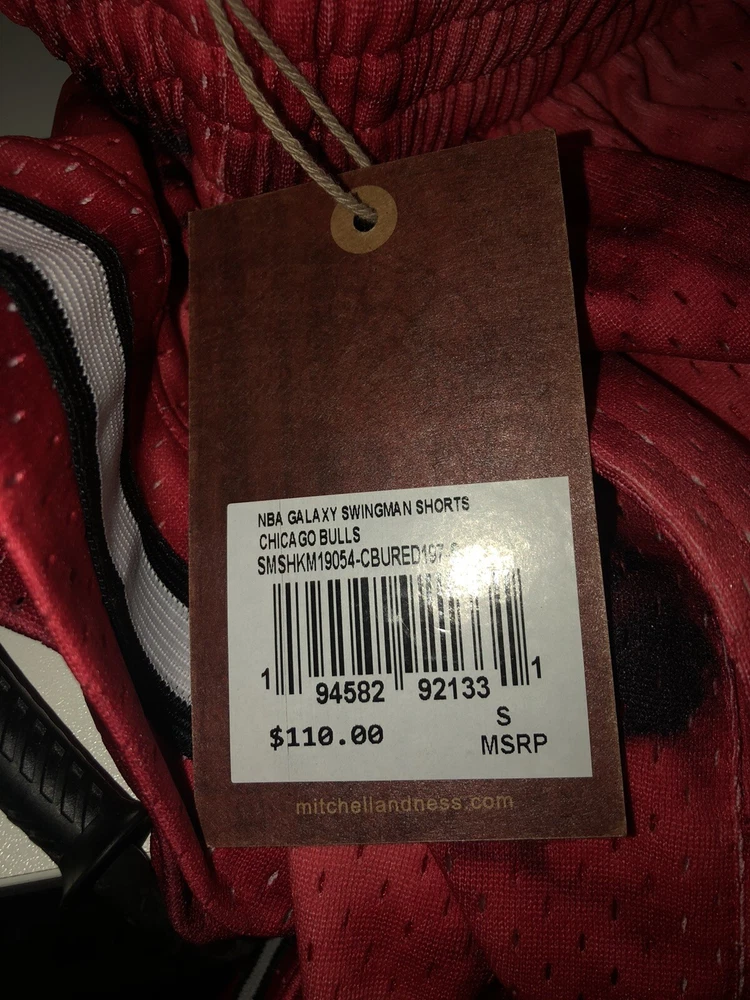 NBA GALAXY SWINGMAN SHORTS
CHICAGO BULLS
SMSHKM19054-CBURED197
1 94582 92133 1
$110.00
S
MSRP
mitchellandness.com